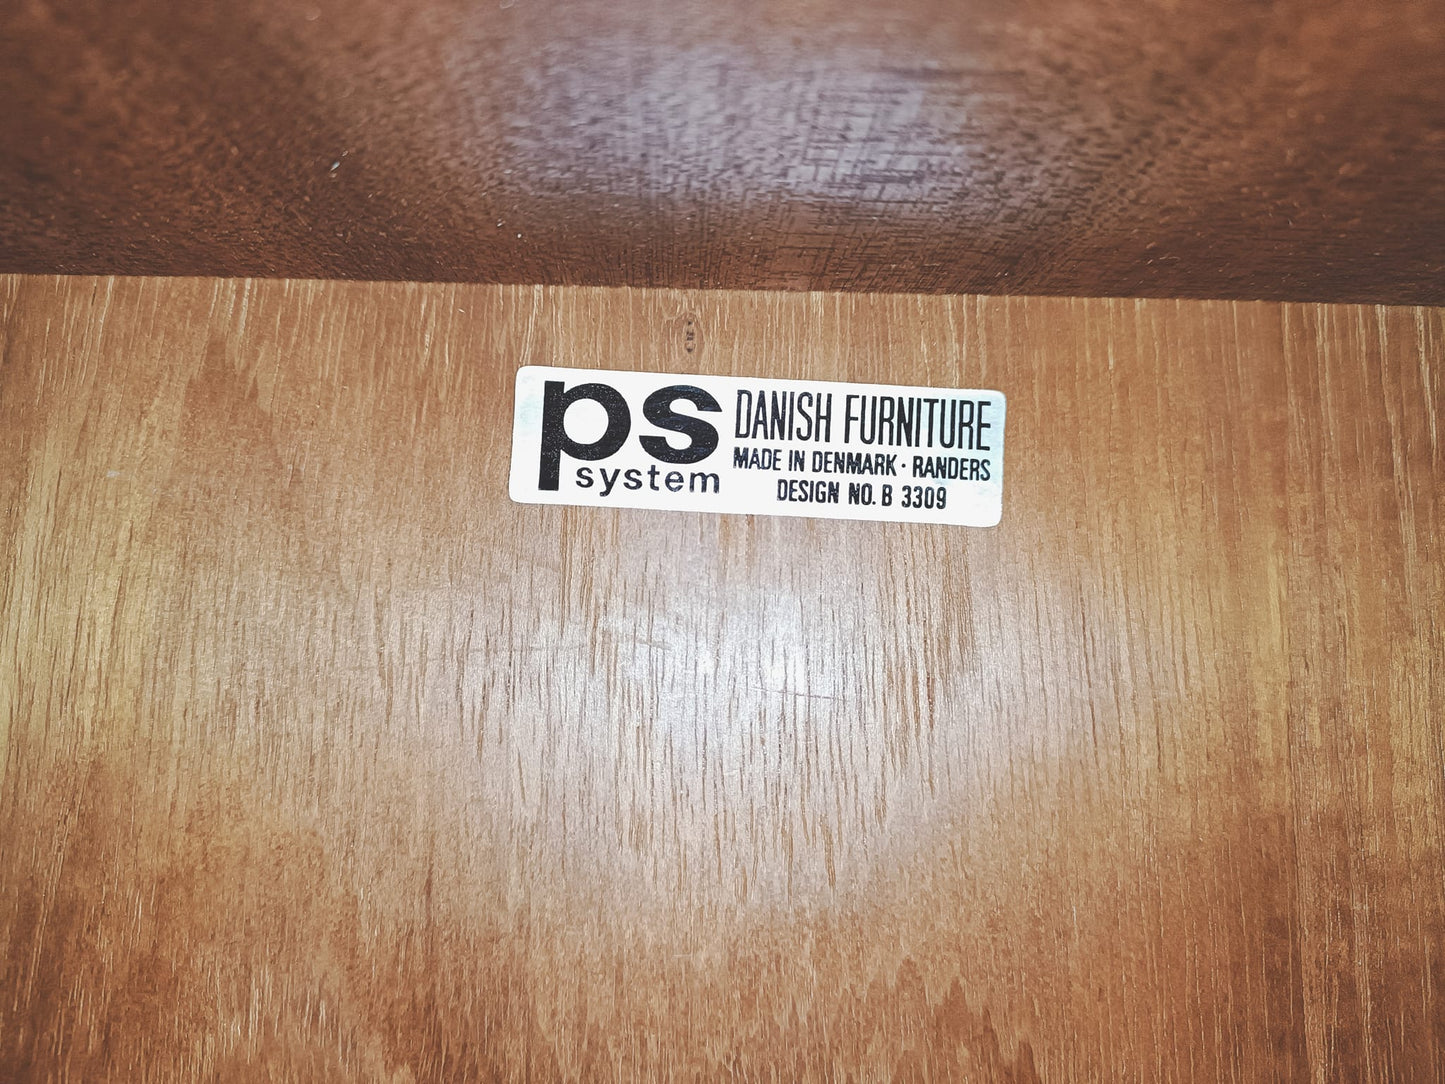 ps system
DANISH FURNITURE
MADE IN DENMARK · RANDERS
DESIGN NO. B 3309